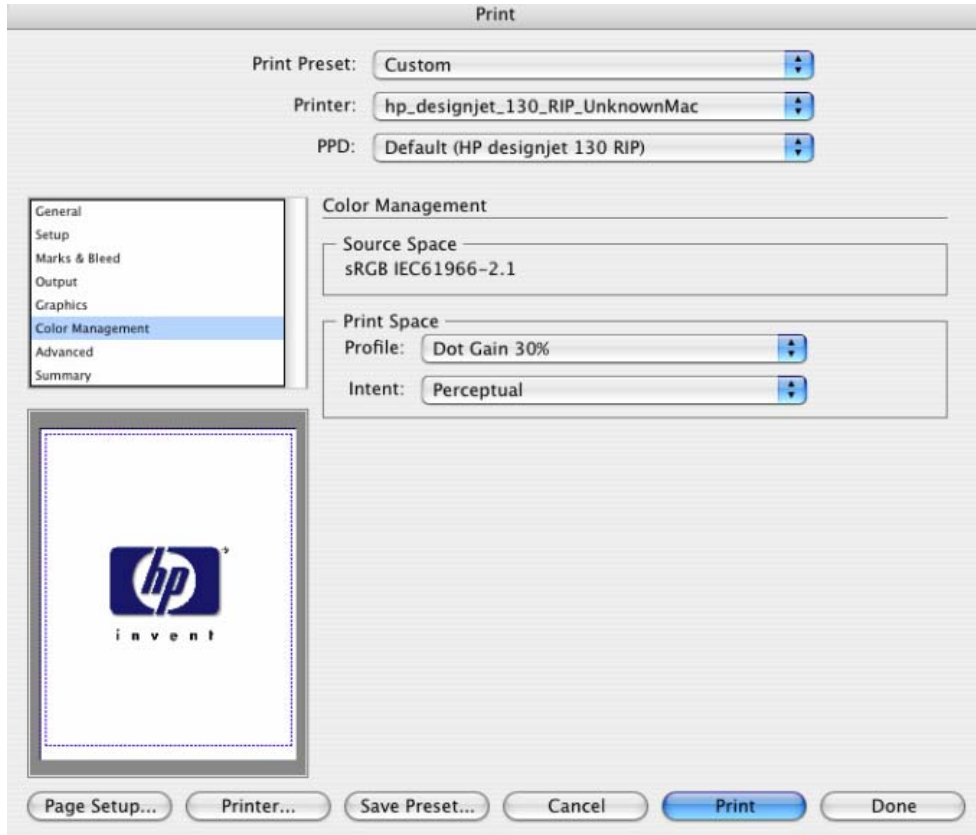 Print
Print Preset: Custom
Printer: hp_designjet_130_RIP_UnknownMac
PPD: Default (HP designjet 130 RIP)
General
Setup
Marks & Bleed
Output
Graphics
Color Management
Advanced
Summary
Color Management
Source Space
sRGB IEC61966-2.1
Print Space
Profile: Dot Gain 30%
Intent: Perceptual
hp
invent
Page Setup... Printer... Save Preset... Cancel Print Done